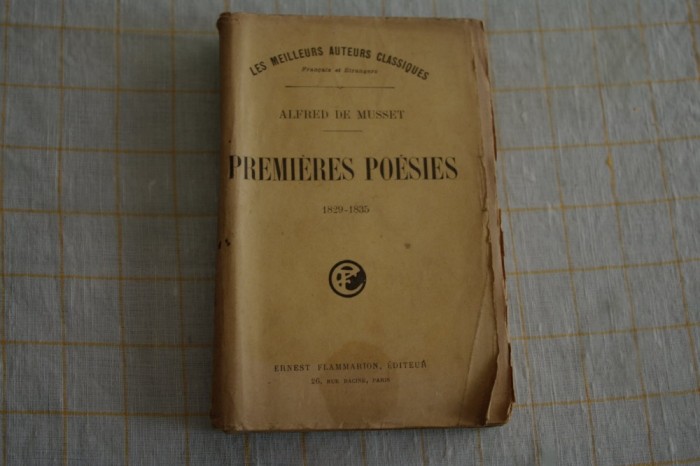 LES MEILLEURS AUTEURS CLASSIQUES
Français et Étrangers
ALFRED DE MUSSET
PREMIÈRES POÉSIES
1829-1835
ERNEST FLAMMARION, ÉDITEUR
26, RUE RACINE, PARIS